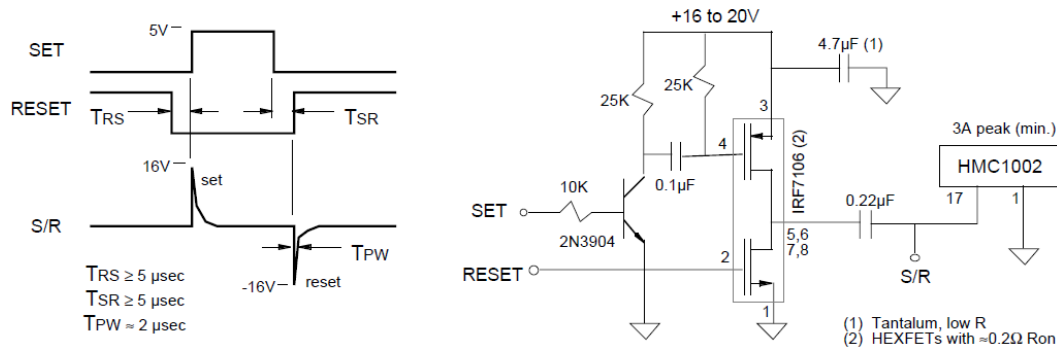 5V
SET
RESET
TRS
TSR
16V
set
S/R
TPW
-16V
reset
TRS ≥ 5 µsec
TSR ≥ 5 µsec
TPW ≈ 2 µsec
+16 to 20V
4.7µF (1)
25K
25K
3
4
0.1µF
IRF7106 (2)
3A peak (min.)
HMC1002
17
1
10K
SET
2N3904
0.22µF
5,6
7,8
RESET
2
S/R
1
(1) Tantalum, low R
(2) HEXFETs with ≈0.2Ω Ron